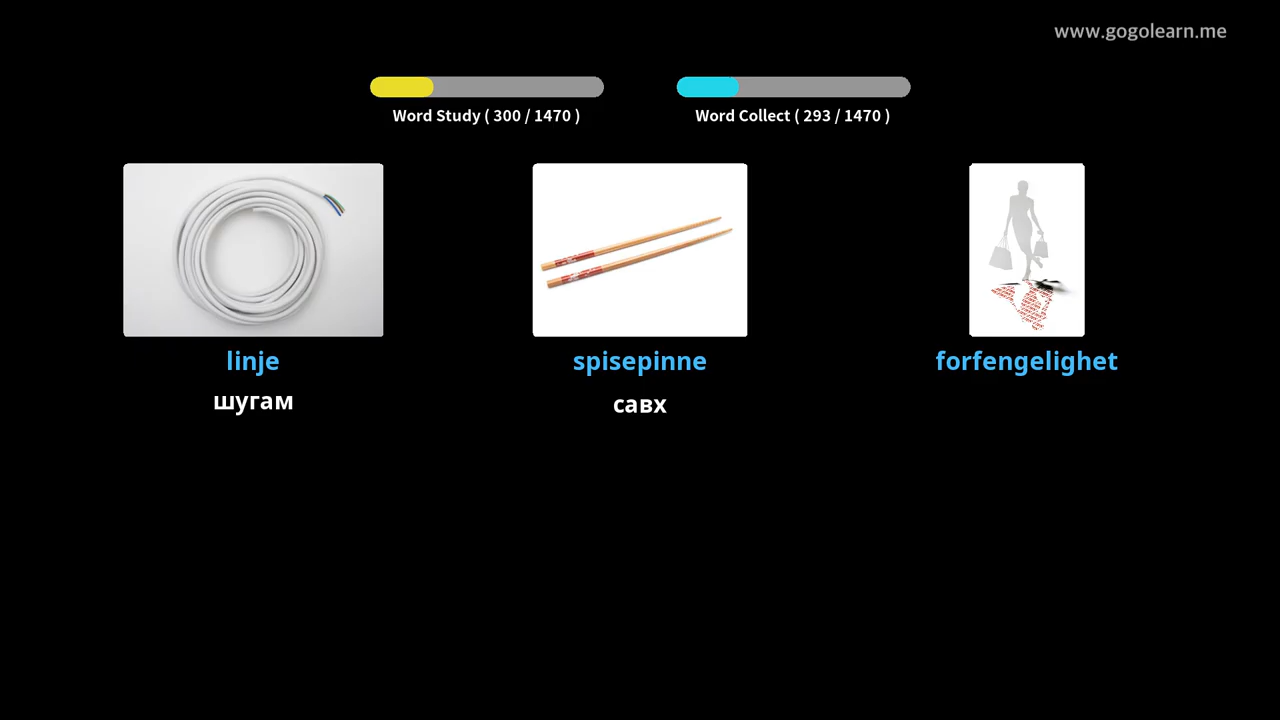 www.gogolearn.me
Word Study ( 300 / 1470 )
Word Collect ( 293 / 1470 )
linje
spisepinne
forfengelighet
шугам
савх